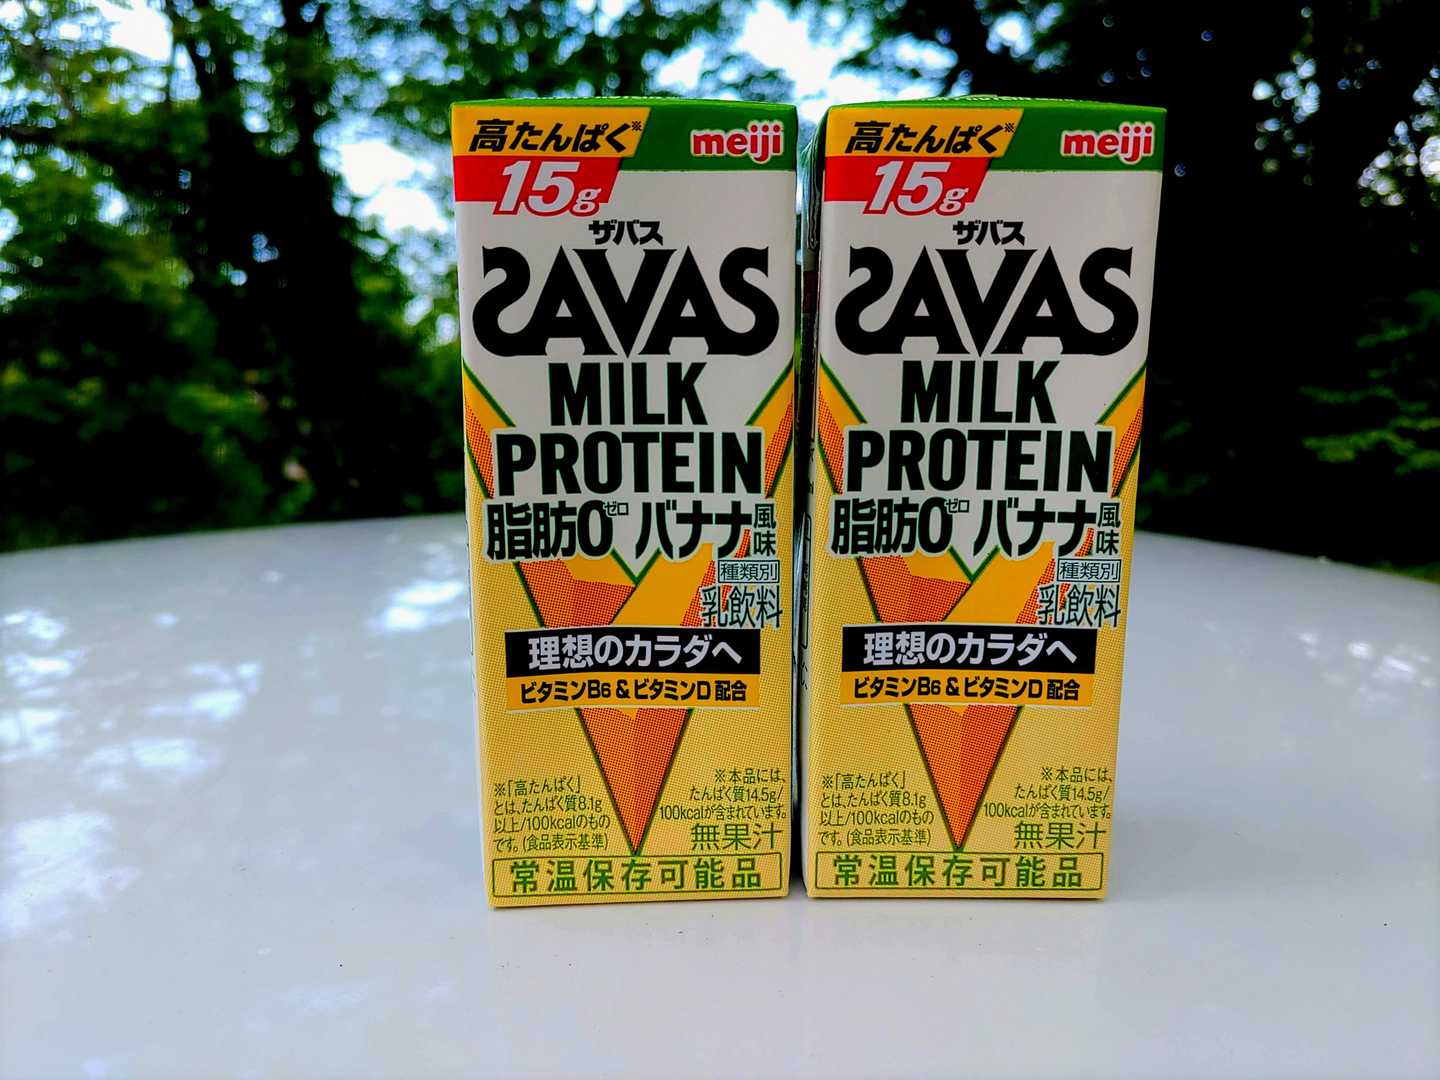 高たんぱく※
meiji
15g
ザバス
SAVAS
MILK
PROTEIN
脂肪0ゼロ バナナ風味
種類別
乳飲料
理想のカラダへ
ビタミンB6&ビタミンD配合
※「高たんぱく」
とは、たんぱく質8.1g
以上/100kcalのもの
です。(食品表示基準)
※本品には、
たんぱく質14.5g/
100kcalが含まれています。
無果汁
常温保存可能品
高たんぱく※
meiji
15g
ザバス
SAVAS
MILK
PROTEIN
脂肪0ゼロ バナナ風味
種類別
乳飲料
理想のカラダへ
ビタミンB6&ビタミンD配合
※「高たんぱく」
とは、たんぱく質8.1g
以上/100kcalのもの
です。(食品表示基準)
※本品には、
たんぱく質14.5g/
100kcalが含まれています。
無果汁
常温保存可能品